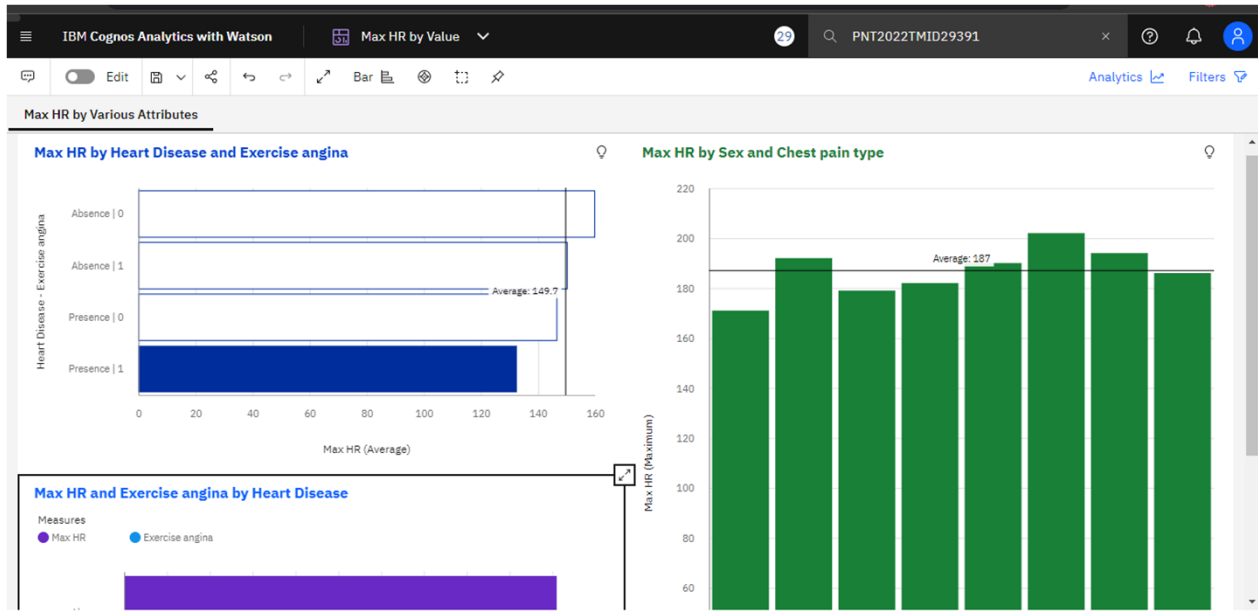 IBM Cognos Analytics with Watson
Max HR by Value
29
PNT2022TMID29391
Edit
Bar
Analytics
Filters
Max HR by Various Attributes
Max HR by Heart Disease and Exercise angina
Heart Disease - Exercise angina
Absence | 0
Absence | 1
Presence | 0
Presence | 1
Average: 149.7
0 20 40 60 80 100 120 140 160
Max HR (Average)
Max HR by Sex and Chest pain type
Max HR (Maximum)
220
200
180
160
140
120
100
80
60
Average: 187
Max HR and Exercise angina by Heart Disease
Measures
Max HR Exercise angina